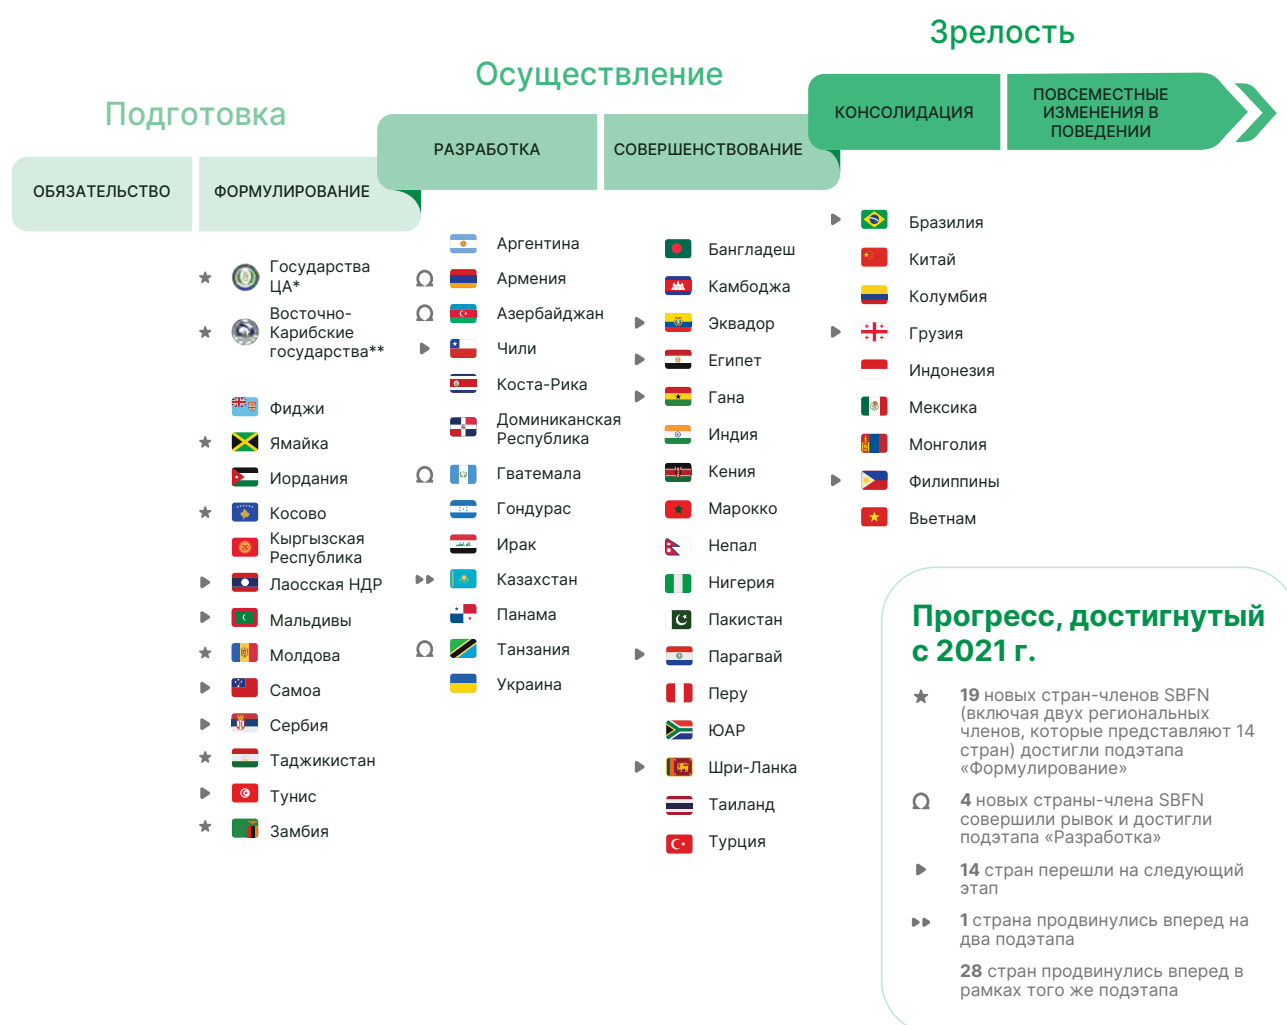 Подготовка
Осуществление
Зрелость
ОБЯЗАТЕЛЬСТВО
ФОРМУЛИРОВАНИЕ
РАЗРАБОТКА
СОВЕРШЕНСТВОВАНИЕ
КОНСОЛИДАЦИЯ
ПОВСЕМЕСТНЫЕ
ИЗМЕНЕНИЯ В
ПОВЕДЕНИИ
Государства
ЦА*
Восточно-
Карибские
государства**
Фиджи
Ямайка
Иордания
Косово
Кыргызская
Республика
Лаосская НДР
Мальдивы
Молдова
Самоа
Сербия
Таджикистан
Тунис
Замбия
Аргентина
Армения
Азербайджан
Чили
Коста-Рика
Доминиканская
Республика
Гватемала
Гондурас
Ирак
Казахстан
Панама
Танзания
Украина
Бангладеш
Камбоджа
Эквадор
Египет
Гана
Индия
Кения
Марокко
Непал
Нигерия
Пакистан
Парагвай
Перу
ЮАР
Шри-Ланка
Таиланд
Турция
Бразилия
Китай
Колумбия
Грузия
Индонезия
Мексика
Монголия
Филиппины
Вьетнам
Прогресс, достигнутый
с 2021 г.
19 новых стран-членов SBFN
(включая двух региональных
членов, которые представляют 14
стран) достигли подэтапа
«Формулирование»
4 новых страны-члена SBFN
совершили рывок и достигли
подэтапа «Разработка»
14 стран перешли на следующий
этап
1 страна продвинулись вперед на
два подэтапа
28 стран продвинулись вперед в
рамках того же подэтапа